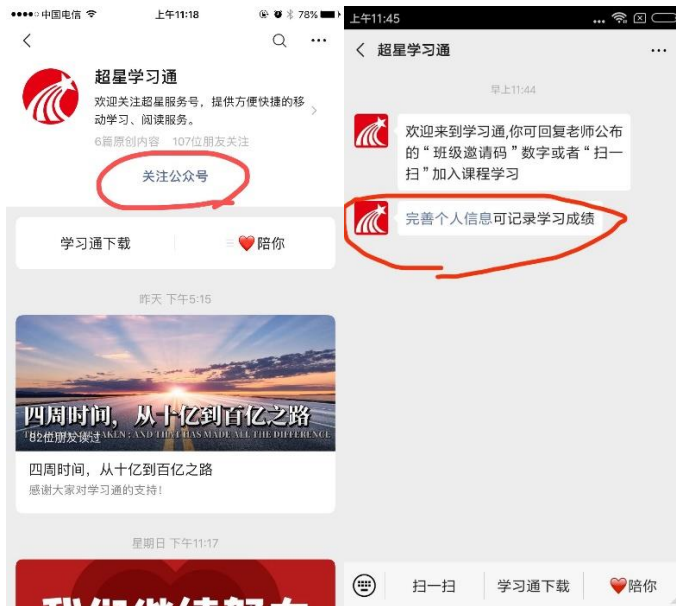 中国电信
上午11:18
78%
超星学习通
欢迎关注超星服务号，提供方便快捷的移
动学习、阅读服务。
6篇原创内容 107位朋友关注
关注公众号
学习通下载
陪你
昨天 下午5:15
四周时间，从十亿到百亿之路
82位朋友读过
四周时间，从十亿到百亿之路
感谢大家对学习通的支持！
星期日 下午11:17
上午11:45
超星学习通
早上11:44
欢迎来到学习通,你可回复老师公布
的“班级邀请码”数字或者“扫一
扫”加入课程学习
完善个人信息可记录学习成绩
扫一扫
学习通下载
陪你